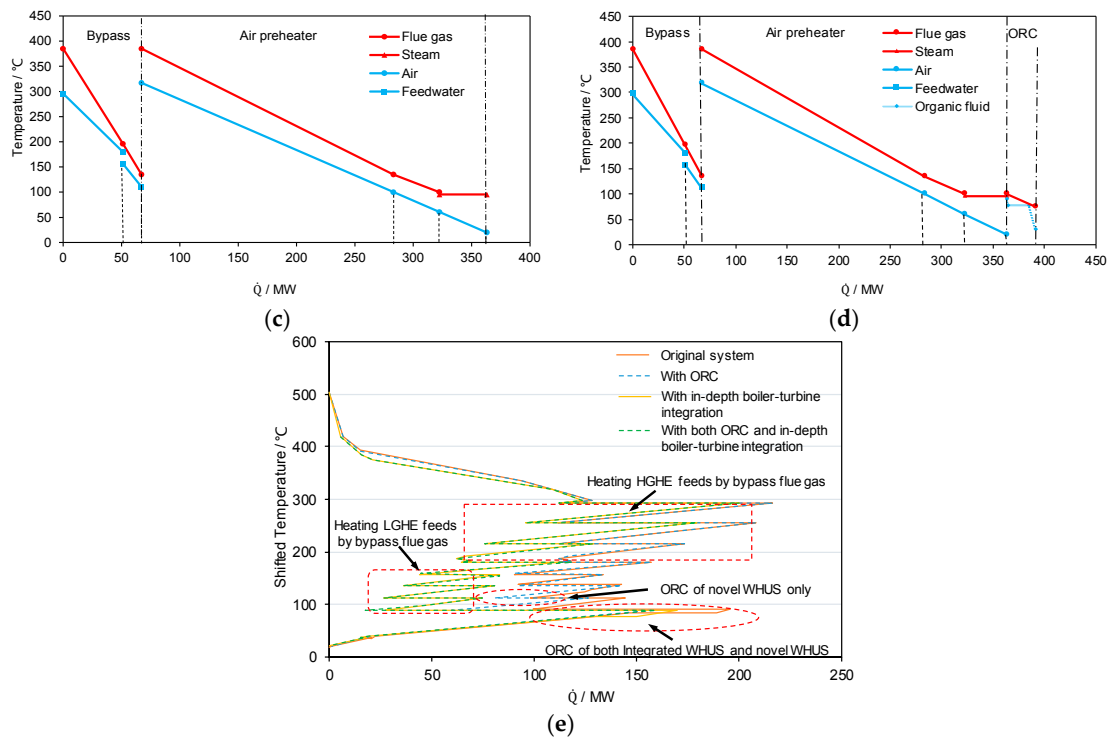 450
400
350
300
250
200
150
100
50
0
Temperature / °C
Bypass
Air preheater
Flue gas
Steam
Air
Feedwater
0
50
100
150
200
250
300
350
400
Q̇ / MW
(c)
450
400
350
300
250
200
150
100
50
0
Temperature / °C
Bypass
Air preheater
ORC
Flue gas
Steam
Air
Feedwater
Organic fluid
0
50
100
150
200
250
300
350
400
450
Q̇ / MW
(d)
600
500
400
300
200
100
0
Shifted Temperature / °C
Original system
With ORC
With in-depth boiler-turbine
integration
With both ORC and in-depth
boiler-turbine integration
Heating HGHE feeds by bypass flue gas
Heating LGHE feeds
by bypass flue gas
ORC of novel WHUS only
ORC of both Integrated WHUS and novel WHUS
0
50
100
150
200
250
Q̇ / MW
(e)